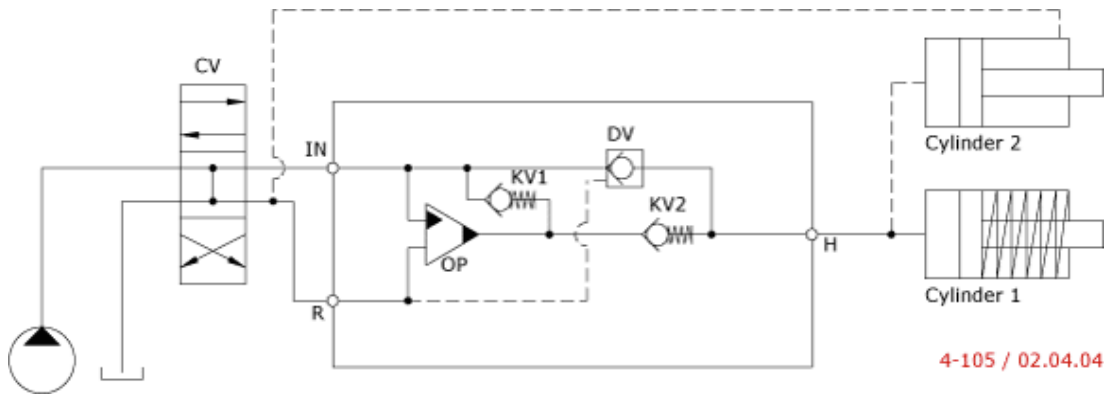 CV
IN
DV
KV1
KV2
OP
R
H
Cylinder 2
Cylinder 1
4-105 / 02.04.04